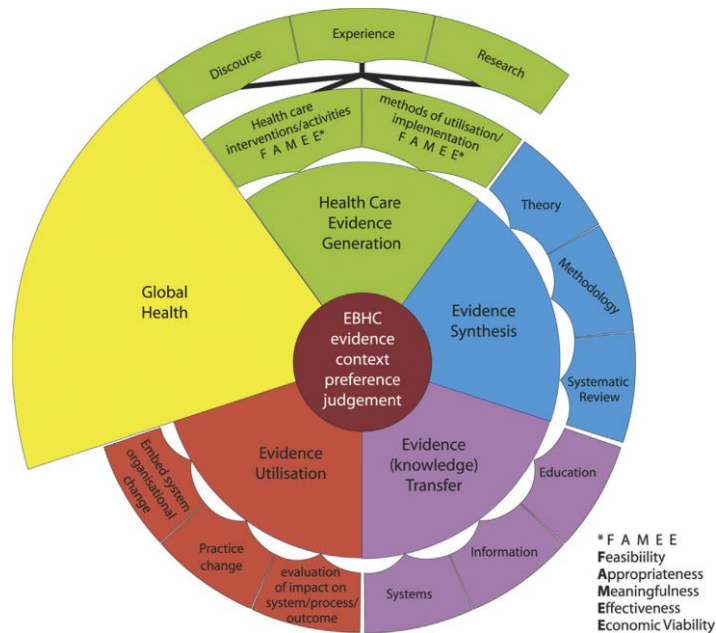 Discourse
Experience
Research
Health care
interventions/activities
F A M E E*
methods of utilisation/
implementation
F A M E E*
Health Care
Evidence
Generation
Theory
Methodology
Systematic
Review
Evidence
Synthesis
Global
Health
EBHC
evidence
context
preference
judgement
Evidence
Utilisation
Evidence
(knowledge)
Transfer
Embed system
organisational
change
Practice
change
evaluation
of impact on
system/process/
outcome
Systems
Information
Education
*F A M E E
Feasibility
Appropriateness
Meaningfulness
Effectiveness
Economic Viability